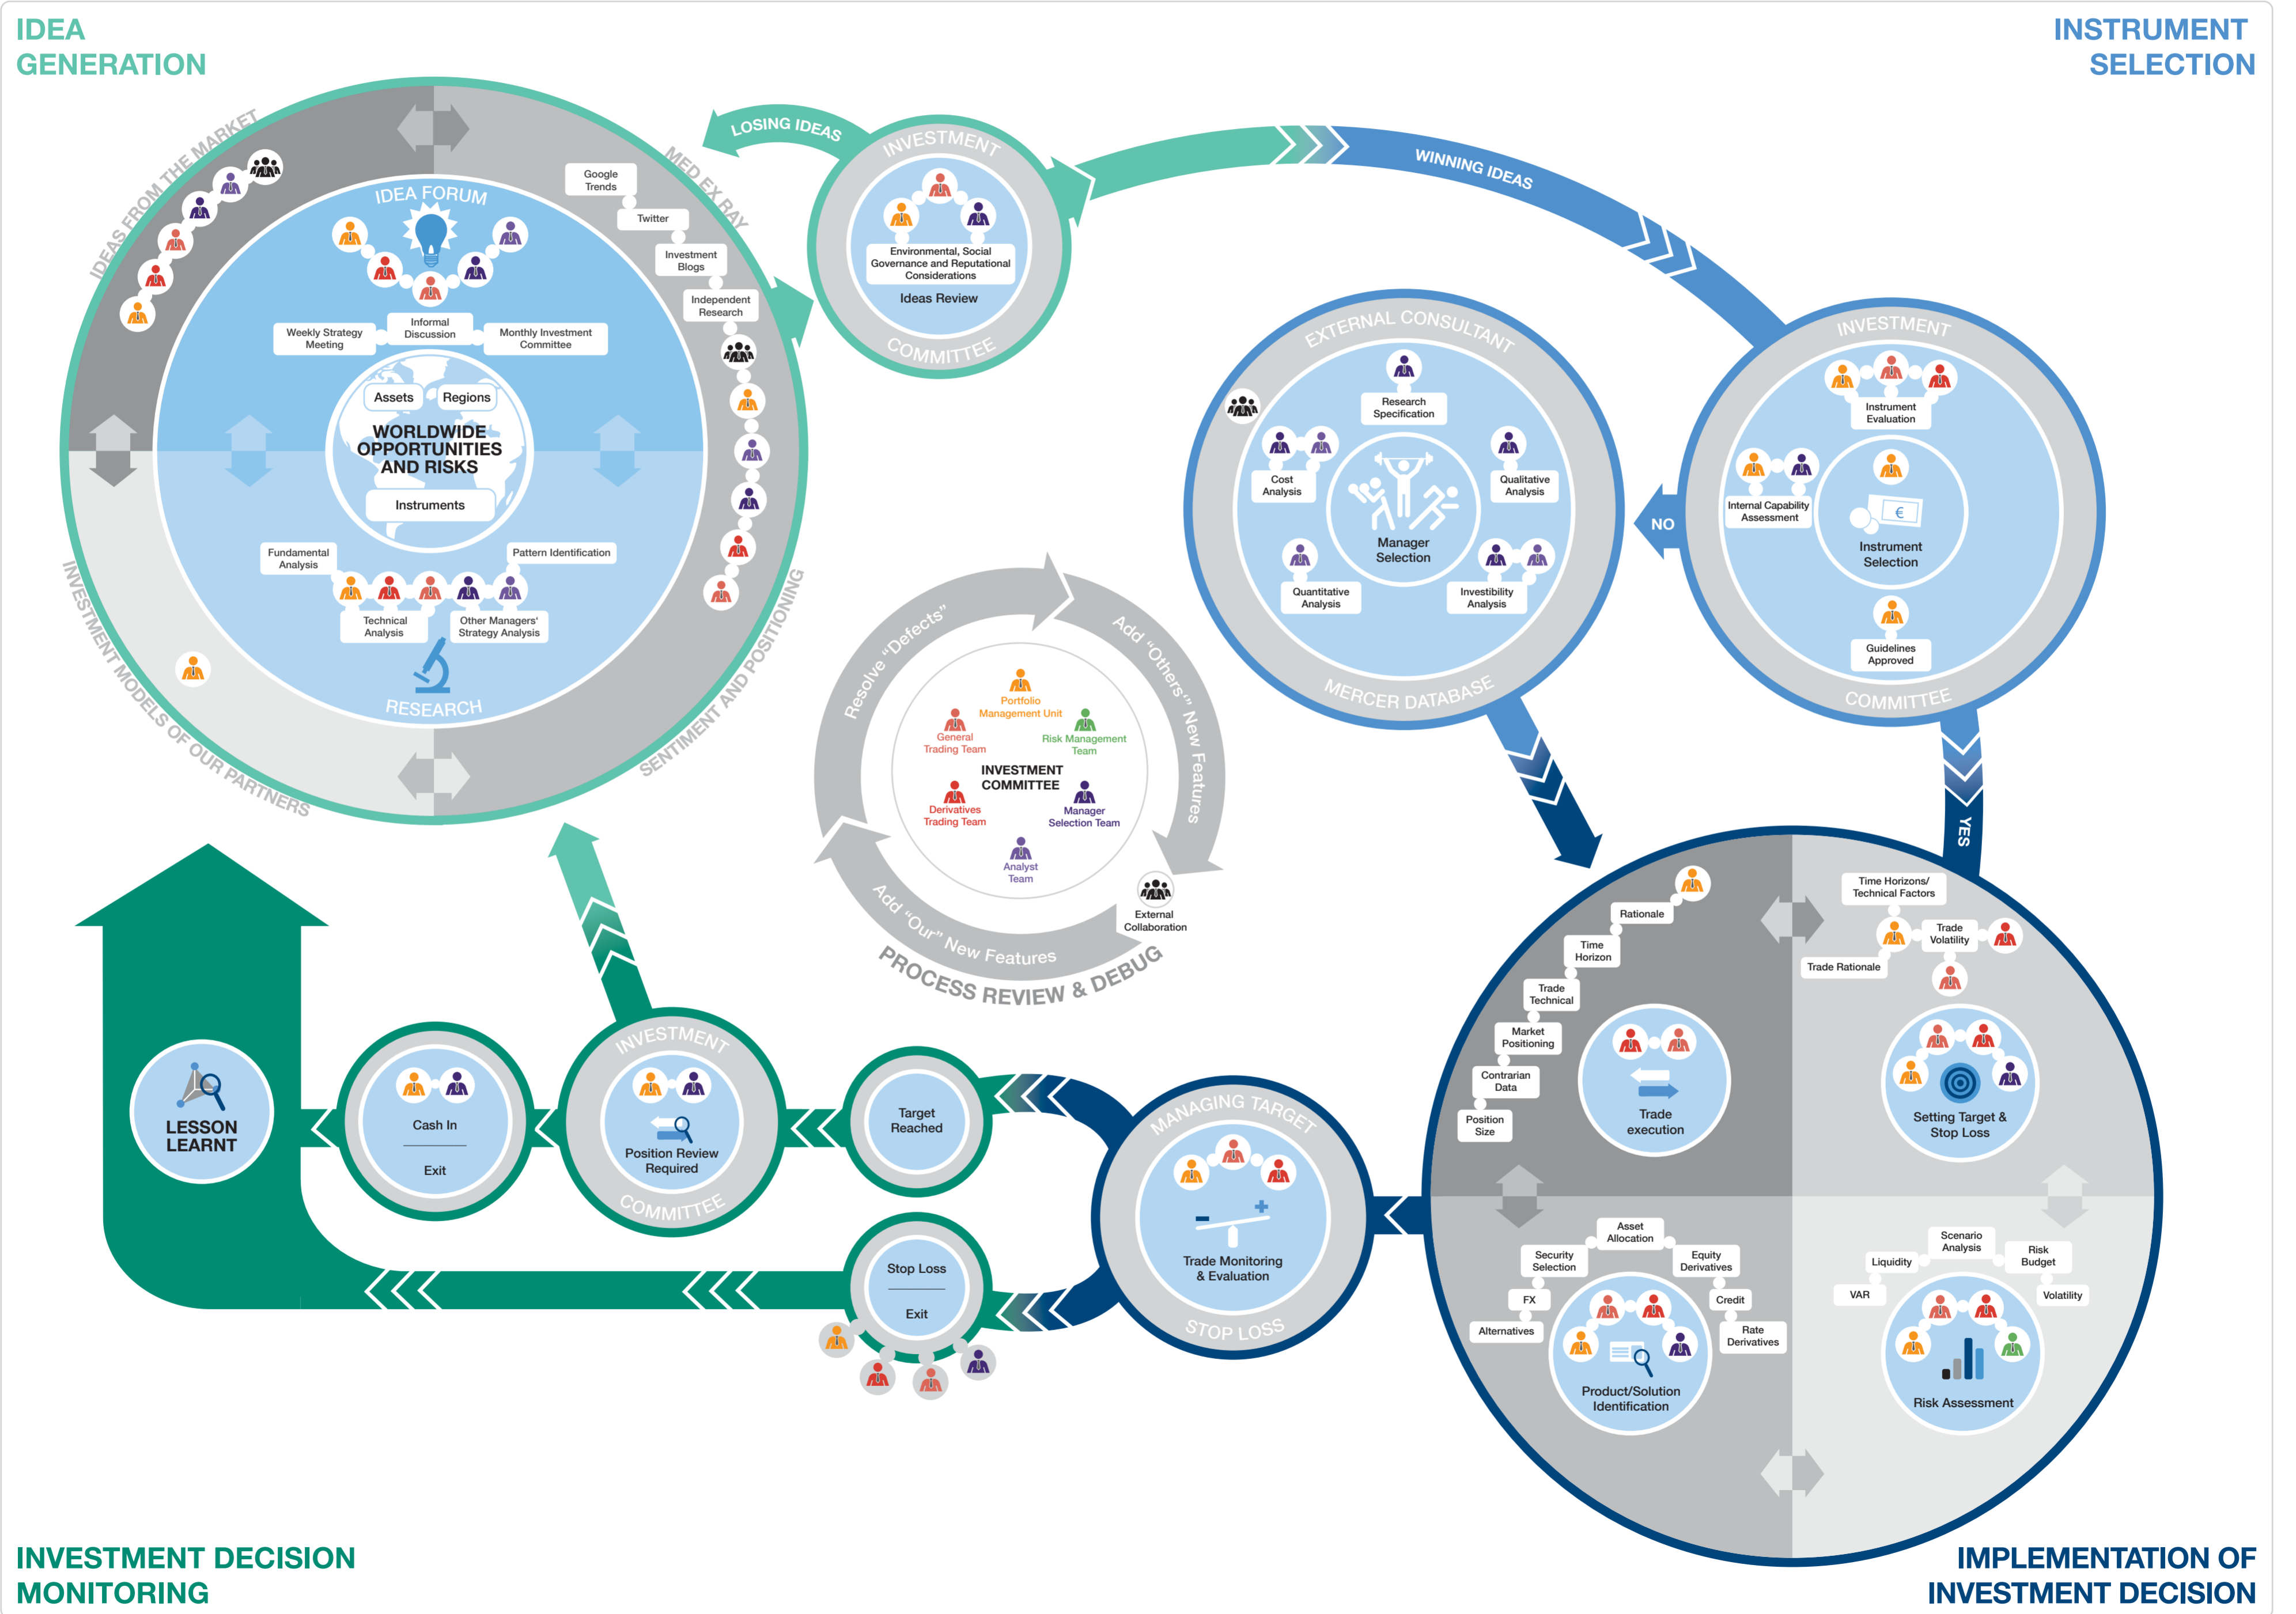 IDEA
GENERATION
INSTRUMENT
SELECTION
IDEAS FROM THE MARKET
MED EX RAY
SENTIMENT AND POSITIONING
INVESTMENT MODELS OF OUR PARTNERS
IDEA FORUM
Weekly Strategy
Meeting
Informal
Discussion
Monthly Investment
Committee
Assets
Regions
WORLDWIDE
OPPORTUNITIES
AND RISKS
Instruments
Fundamental
Analysis
Pattern Identification
Technical
Analysis
Other Managers'
Strategy Analysis
RESEARCH
Google
Trends
Twitter
Investment
Blogs
Independent
Research
LOSING IDEAS
INVESTMENT
Environmental, Social
Governance and Reputational
Considerations
Ideas Review
COMMITTEE
WINNING IDEAS
EXTERNAL CONSULTANT
Research
Specification
Cost
Analysis
Qualitative
Analysis
Manager
Selection
Quantitative
Analysis
Investibility
Analysis
MERCER DATABASE
NO
INVESTMENT
Instrument
Evaluation
Internal Capability
Assessment
€
Instrument
Selection
Guidelines
Approved
COMMITTEE
YES
Resolve "Defects"
Add "Others'" New Features
Add "Our" New Features
Portfolio
Management Unit
General
Trading Team
Risk Management
Team
INVESTMENT
COMMITTEE
Derivatives
Trading Team
Manager
Selection Team
Analyst
Team
External
Collaboration
PROCESS REVIEW & DEBUG
Rationale
Time
Horizon
Trade
Technical
Market
Positioning
Contrarian
Data
Position
Size
Trade
execution
Time Horizons/
Technical Factors
Trade
Volatility
Trade Rationale
Setting Target &
Stop Loss
Asset
Allocation
Security
Selection
Equity
Derivatives
FX
Credit
Alternatives
Rate
Derivatives
Product/Solution
Identification
Scenario
Analysis
Liquidity
Risk
Budget
VAR
Volatility
Risk Assessment
MANAGING TARGET
Trade Monitoring
& Evaluation
STOP LOSS
Target
Reached
Stop Loss
Exit
INVESTMENT
Position Review
Required
COMMITTEE
Cash In
Exit
LESSON
LEARNT
INVESTMENT DECISION
MONITORING
IMPLEMENTATION OF
INVESTMENT DECISION